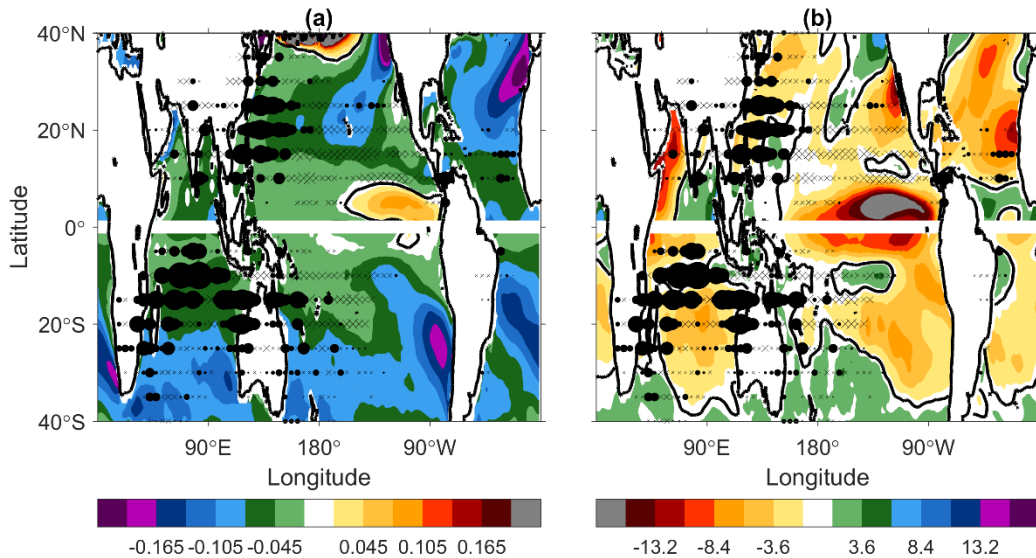 (a) (b)
40°N
20°N
0°
20°S
40°S
Latitude
90°E 180° 90°W 90°E 180° 90°W
Longitude Longitude
-0.165 -0.105 -0.045 0.045 0.105 0.165 -13.2 -8.4 -3.6 3.6 8.4 13.2